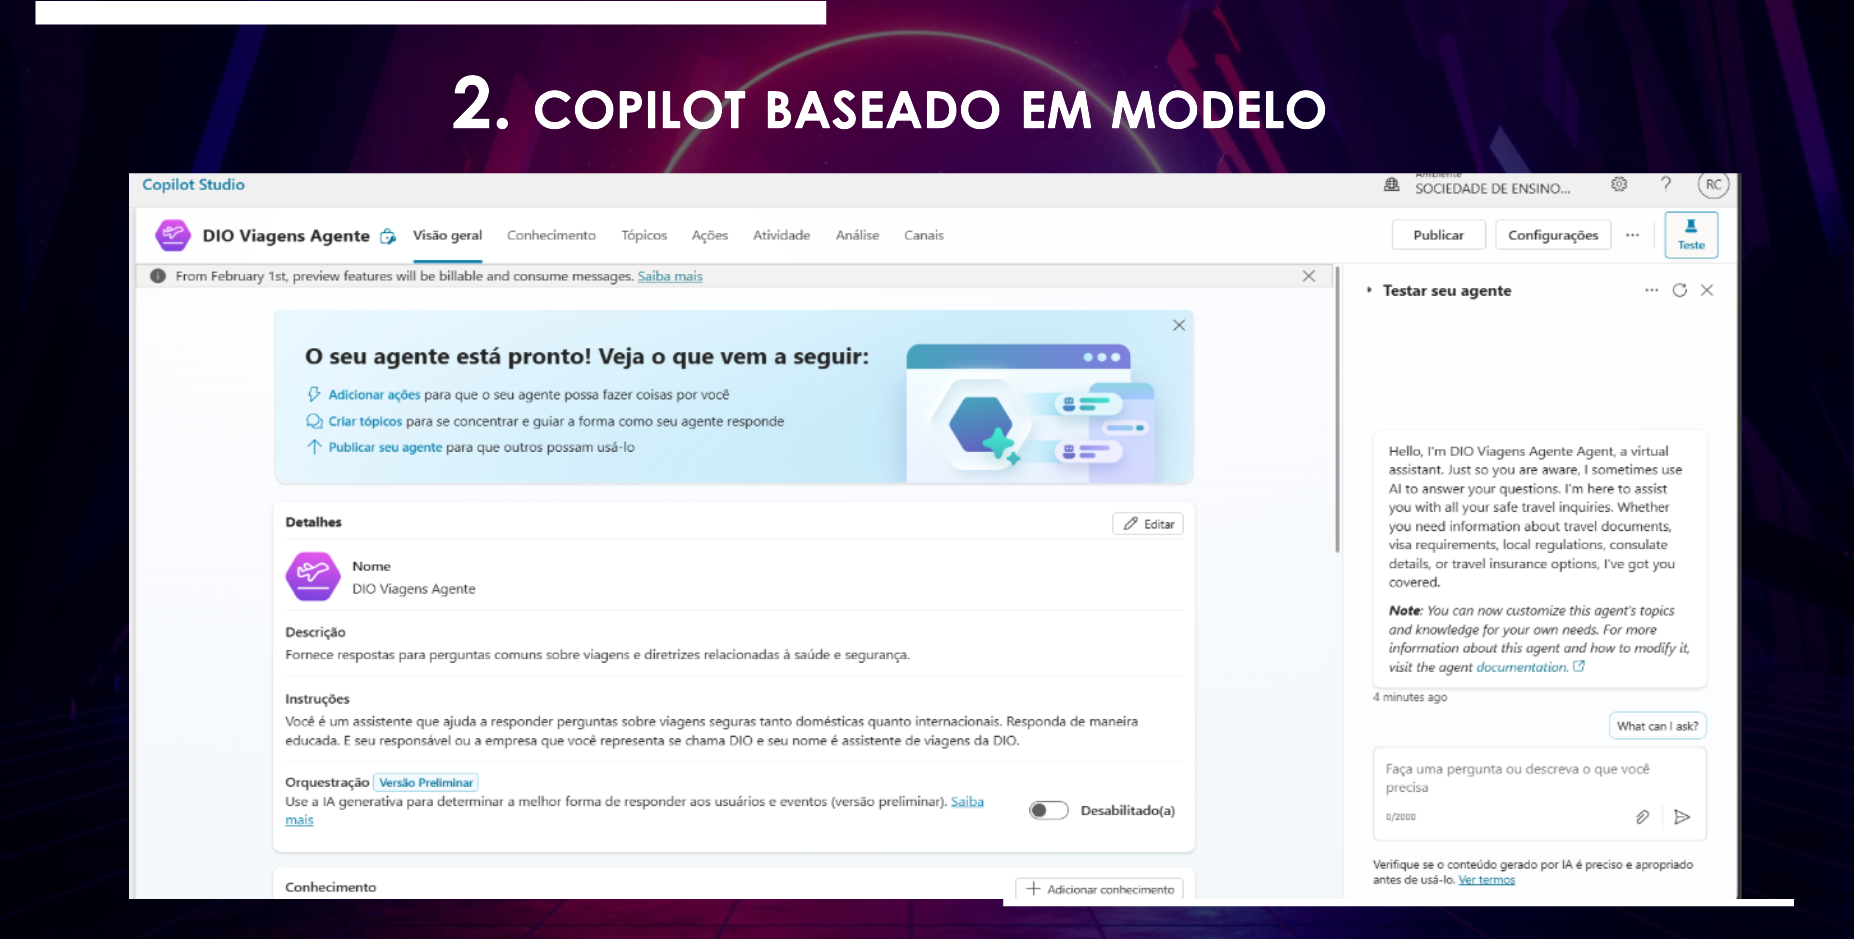 2. COPILOT BASEADO EM MODELO
Copilot Studio
Ambiente
SOCIEDADE DE ENSINO...
?
RC
DIO Viagens Agente
Visão geral
Conhecimento
Tópicos
Ações
Atividade
Análise
Canais
Publicar
Configurações
...
Teste
From February 1st, preview features will be billable and consume messages. Saiba mais
O seu agente está pronto! Veja o que vem a seguir:
Adicionar ações para que o seu agente possa fazer coisas por você
Criar tópicos para se concentrar e guiar a forma como seu agente responde
Publicar seu agente para que outros possam usá-lo
Detalhes
Editar
Nome
DIO Viagens Agente
Descrição
Fornece respostas para perguntas comuns sobre viagens e diretrizes relacionadas à saúde e segurança.
Instruções
Você é um assistente que ajuda a responder perguntas sobre viagens seguras tanto domésticas quanto internacionais. Responda de maneira
educada. E seu responsável ou a empresa que você representa se chama DIO e seu nome é assistente de viagens da DIO.
Orquestração Versão Preliminar
Use a IA generativa para determinar a melhor forma de responder aos usuários e eventos (versão preliminar). Saiba
mais
Desabilitado(a)
Conhecimento
Adicionar conhecimento
Testar seu agente
...
Hello, I'm DIO Viagens Agente Agent, a virtual
assistant. Just so you are aware, I sometimes use
AI to answer your questions. I'm here to assist
you with all your safe travel inquiries. Whether
you need information about travel documents,
visa requirements, local regulations, consulate
details, or travel insurance options, I've got you
covered.
Note: You can now customize this agent's topics
and knowledge for your own needs. For more
information about this agent and how to modify it,
visit the agent documentation.
4 minutes ago
What can I ask?
Faça uma pergunta ou descreva o que você
precisa
0/2000
Verifique se o conteúdo gerado por IA é preciso e apropriado
antes de usá-lo. Ver termos